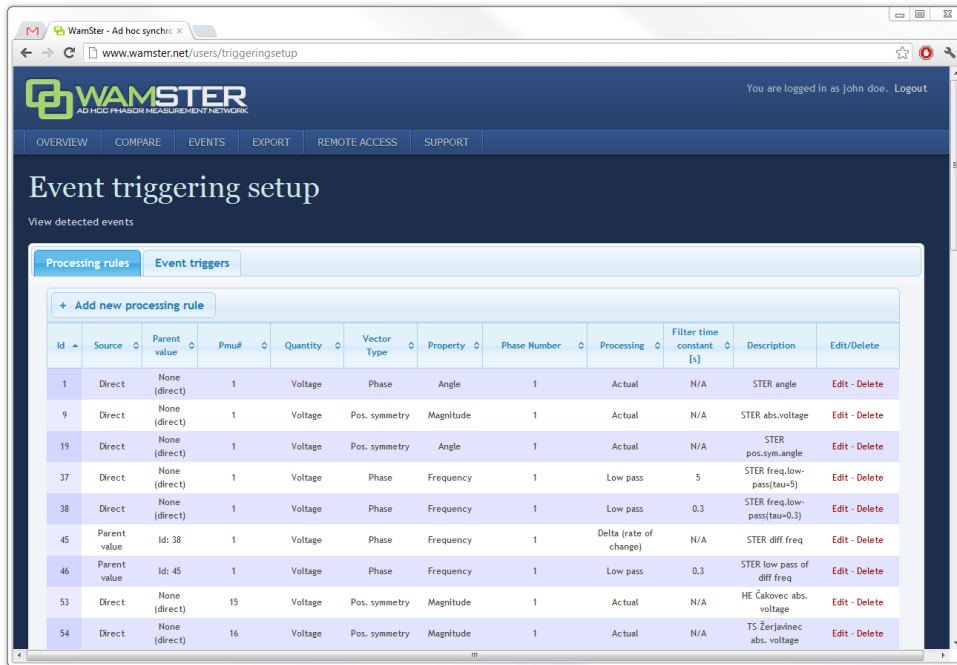 WamSter - Ad hoc synchro
www.wamster.net/users/triggeringsetup
WAMSTER
AD HOC PHASOR MEASUREMENT NETWORK
You are logged in as john doe. Logout
OVERVIEW COMPARE EVENTS EXPORT REMOTE ACCESS SUPPORT
Event triggering setup
View detected events
Processing rules Event triggers
+ Add new processing rule
Id Source Parent value Pmu# Quantity Vector Type Property Phase Number Processing Filter time constant [s] Description Edit/Delete
1 Direct None (direct) 1 Voltage Phase Angle 1 Actual N/A STER angle Edit - Delete
9 Direct None (direct) 1 Voltage Pos. symmetry Magnitude 1 Actual N/A STER abs.voltage Edit - Delete
19 Direct None (direct) 1 Voltage Pos. symmetry Angle 1 Actual N/A STER pos.sym.angle Edit - Delete
37 Direct None (direct) 1 Voltage Phase Frequency 1 Low pass 5 STER freq.low-pass(tau=5) Edit - Delete
38 Direct None (direct) 1 Voltage Phase Frequency 1 Low pass 0.3 STER freq.low-pass(tau=0.3) Edit - Delete
45 Parent value Id: 38 1 Voltage Phase Frequency 1 Delta (rate of change) N/A STER diff freq Edit - Delete
46 Parent value Id: 45 1 Voltage Phase Frequency 1 Low pass 0.3 STER low pass of diff freq Edit - Delete
53 Direct None (direct) 15 Voltage Pos. symmetry Magnitude 1 Actual N/A HE Čakovec abs. voltage Edit - Delete
54 Direct None (direct) 16 Voltage Pos. symmetry Magnitude 1 Actual N/A TS Žerjavinec abs. voltage Edit - Delete